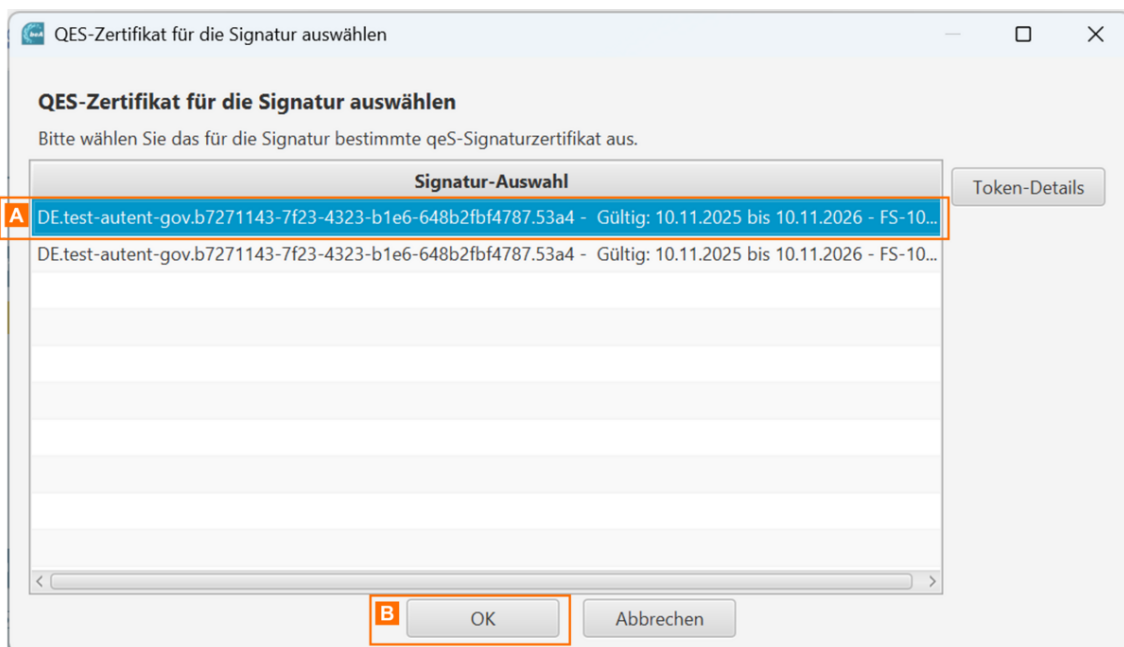 QES-Zertifikat für die Signatur auswählen
QES-Zertifikat für die Signatur auswählen
Bitte wählen Sie das für die Signatur bestimmte qeS-Signaturzertifikat aus.
Signatur-Auswahl
Token-Details
A DE.test-autent-gov.b7271143-7f23-4323-b1e6-648b2fbf4787.53a4 - Gültig: 10.11.2025 bis 10.11.2026 - FS-10...
DE.test-autent-gov.b7271143-7f23-4323-b1e6-648b2fbf4787.53a4 - Gültig: 10.11.2025 bis 10.11.2026 - FS-10...
B OK Abbrechen